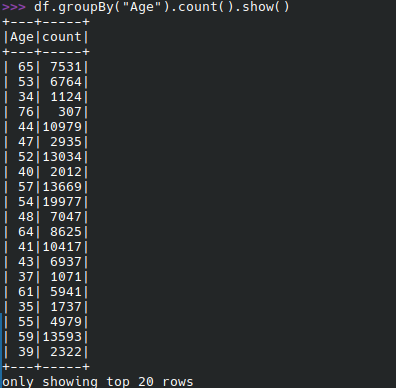 >>> df.groupBy("Age").count().show()
+---+-----+
|Age|count|
+---+-----+
| 65| 7531|
| 53| 6764|
| 34| 1124|
| 76|  307|
| 44|10979|
| 47| 2935|
| 52|13034|
| 40| 2012|
| 57|13669|
| 54|19977|
| 48| 7047|
| 64| 8625|
| 41|10417|
| 43| 6937|
| 37| 1071|
| 61| 5941|
| 35| 1737|
| 55| 4979|
| 59|13593|
| 39| 2322|
+---+-----+
only showing top 20 rows